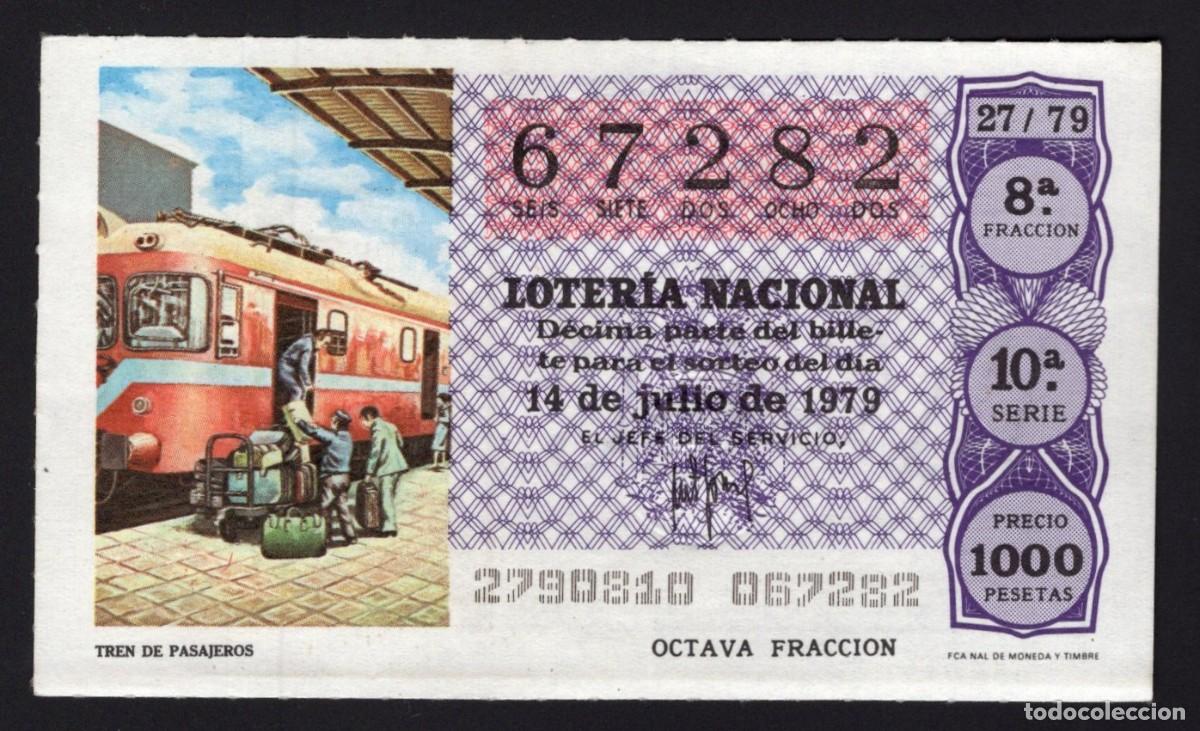 67282
SEIS SIETE DOS OCHO DOS
LOTERÍA NACIONAL
Décima parte del bille-
te para el sorteo del día
14 de julio de 1979
EL JEFE DEL SERVICIO,
2790810 067282
OCTAVA FRACCION
27/79
8ª.
FRACCION
10ª.
SERIE
PRECIO
1000
PESETAS
TREN DE PASAJEROS
FCA NAL DE MONEDA Y TIMBRE
todocoleccion